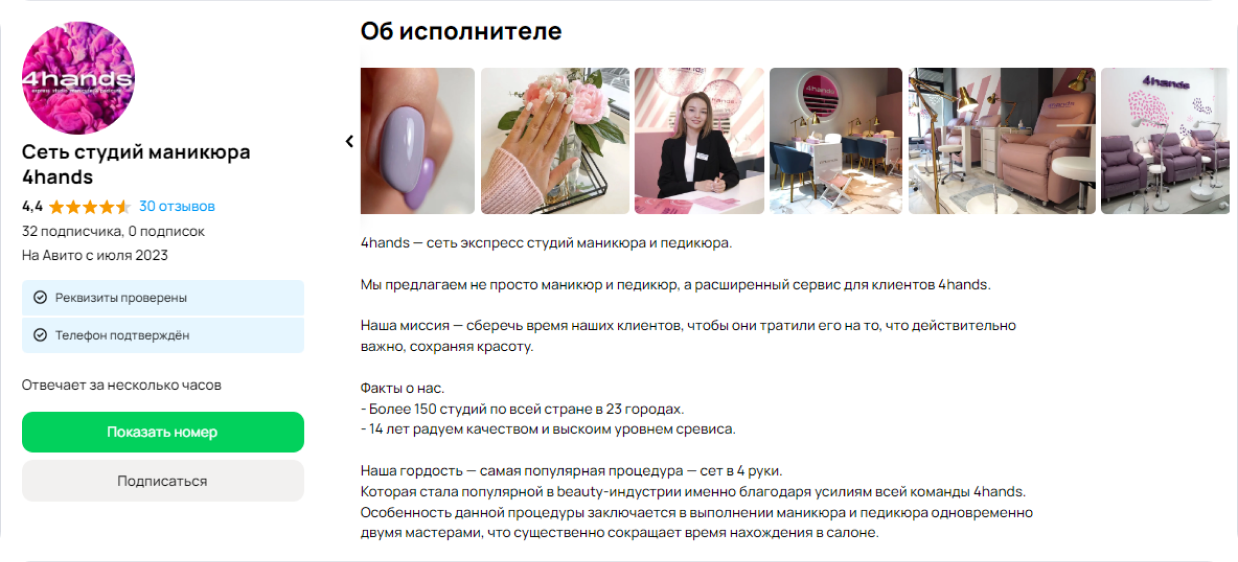 4hands
Сеть студий маникюра
4hands
4,4 30 отзывов
32 подписчика, 0 подписок
На Авито с июля 2023
Реквизиты проверены
Телефон подтверждён
Отвечает за несколько часов
Показать номер
Подписаться
Об исполнителе
4hands
4hands — сеть экспресс студий маникюра и педикюра.
Мы предлагаем не просто маникюр и педикюр, а расширенный сервис для клиентов 4hands.
Наша миссия — сберечь время наших клиентов, чтобы они тратили его на то, что действительно
важно, сохраняя красоту.
Факты о нас.
- Более 150 студий по всей стране в 23 городах.
- 14 лет радуем качеством и выскоим уровнем сревиса.
Наша гордость — самая популярная процедура — сет в 4 руки.
Которая стала популярной в beauty-индустрии именно благодаря усилиям всей команды 4hands.
Особенность данной процедуры заключается в выполнении маникюра и педикюра одновременно
двумя мастерами, что существенно сокращает время нахождения в салоне.